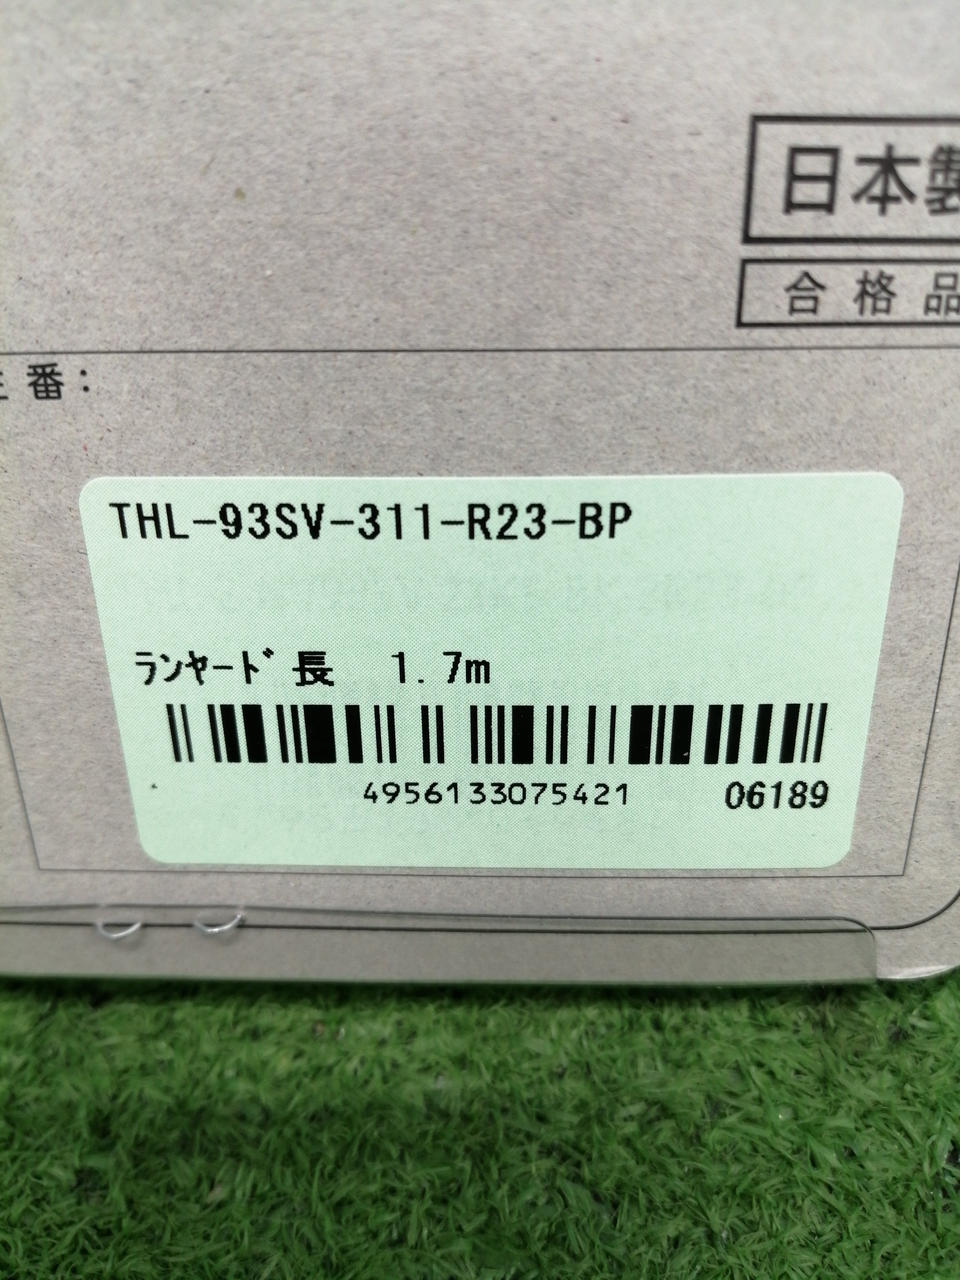 日本製
合格品
番：
THL-93SV-311-R23-BP
ﾗﾝﾔｰﾄﾞ長 1.7m
4956133075421 06189